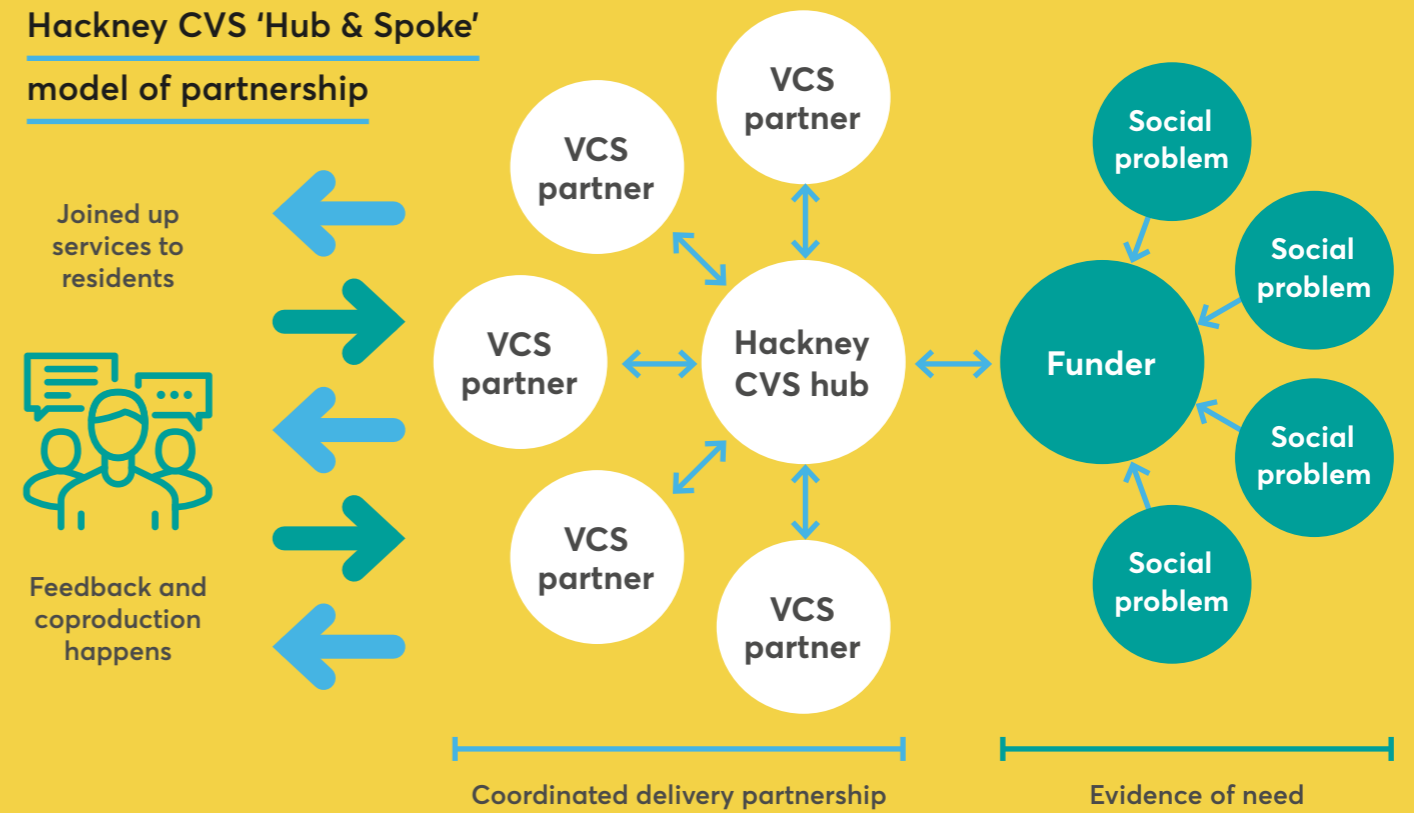 Hackney CVS ‘Hub & Spoke’
model of partnership
Joined up
services to
residents
Feedback and
coproduction
happens
VCS
partner
VCS
partner
VCS
partner
VCS
partner
VCS
partner
Hackney
CVS hub
Funder
Social
problem
Social
problem
Social
problem
Social
problem
Coordinated delivery partnership
Evidence of need